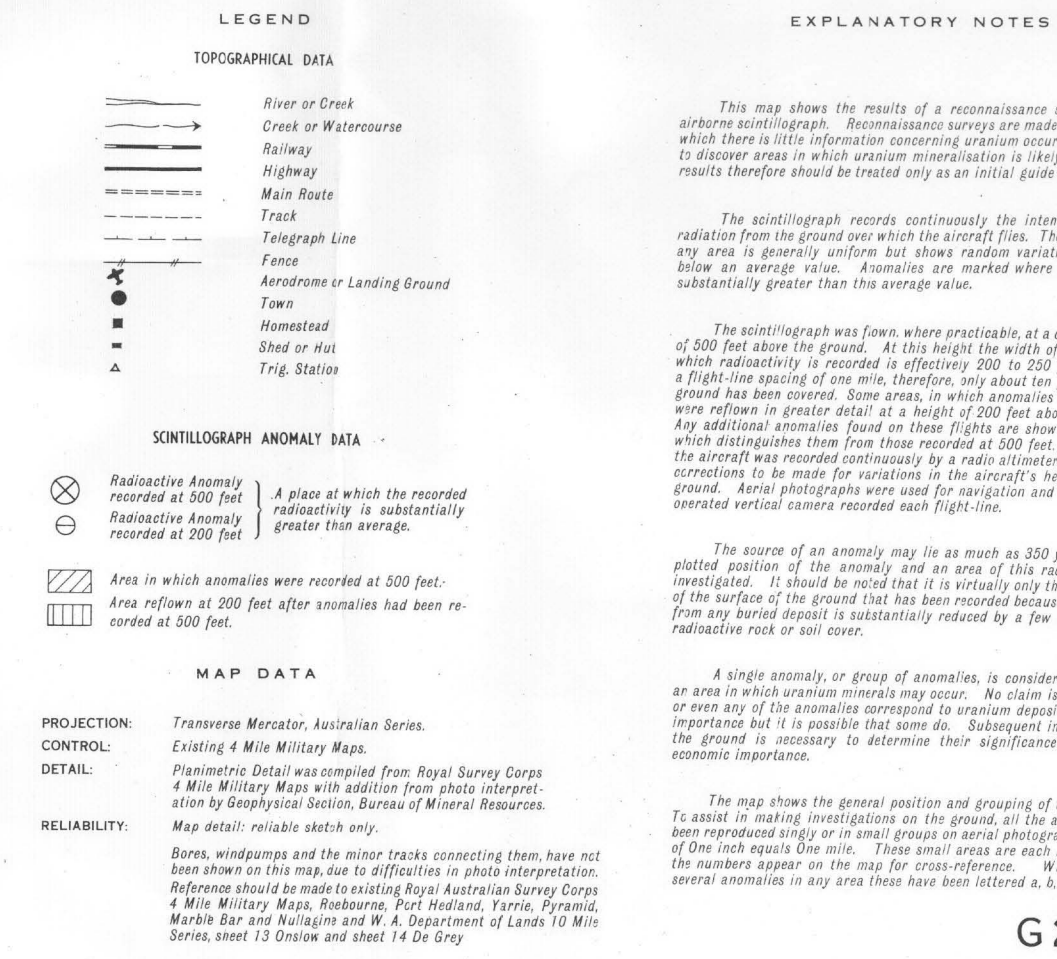 LEGEND
TOPOGRAPHICAL DATA
River or Creek
Creek or Watercourse
Railway
Highway
Main Route
Track
Telegraph Line
Fence
Aerodrome or Landing Ground
Town
Homestead
Shed or Hut
Trig. Station
SCINTILLOGRAPH ANOMALY DATA
Radioactive Anomaly
recorded at 500 feet
Radioactive Anomaly
recorded at 200 feet
A place at which the recorded
radioactivity is substantially
greater than average.
Area in which anomalies were recorded at 500 feet.
Area reflown at 200 feet after anomalies had been re-
corded at 500 feet.
MAP DATA
PROJECTION: Transverse Mercator, Australian Series.
CONTROL: Existing 4 Mile Military Maps.
DETAIL: Planimetric Detail was compiled from Royal Survey Corps
4 Mile Military Maps with addition from photo interpret-
ation by Geophysical Section, Bureau of Mineral Resources.
RELIABILITY: Map detail: reliable sketch only.
Bores, windpumps and the minor tracks connecting them, have not
been shown on this map, due to difficulties in photo interpretation.
Reference should be made to existing Royal Australian Survey Corps
4 Mile Military Maps, Roebourne, Port Hedland, Yarrie, Pyramid,
Marble Bar and Nullagine and W. A. Department of Lands 10 Mile
Series, sheet 13 Onslow and sheet 14 De Grey
EXPLANATORY NOTES
This map shows the results of a reconnaissance
airborne scintillograph. Reconnaissance surveys are made
which there is little information concerning uranium occur
to discover areas in which uranium mineralisation is likely
results therefore should be treated only as an initial guide
The scintillograph records continuously the inten
radiation from the ground over which the aircraft flies. Th
any area is generally uniform but shows random variati
below an average value. Anomalies are marked where
substantially greater than this average value.
The scintillograph was flown. where practicable, at a
of 500 feet above the ground. At this height the width of
which radioactivity is recorded is effectively 200 to 250
a flight-line spacing of one mile, therefore, only about ten
ground has been covered. Some areas, in which anomalies
were reflown in greater detail at a height of 200 feet abo
Any additional anomalies found on these flights are show
which distinguishes them from those recorded at 500 feet.
the aircraft was recorded continuously by a radio altimeter
corrections to be made for variations in the aircraft's he
ground. Aerial photographs were used for navigation and
operated vertical camera recorded each flight-line.
The source of an anomaly may lie as much as 350
plotted position of the anomaly and an area of this rad
investigated. It should be noted that it is virtually only th
of the surface of the ground that has been recorded becaus
from any buried deposit is substantially reduced by a few
radioactive rock or soil cover.
A single anomaly, or group of anomalies, is consider
an area in which uranium minerals may occur. No claim is
or even any of the anomalies correspond to uranium deposi
importance but it is possible that some do. Subsequent in
the ground is necessary to determine their significance
economic importance.
The map shows the general position and grouping of
To assist in making investigations on the ground, all the a
been reproduced singly or in small groups on aerial photogra
of One inch equals One mile. These small areas are each
the numbers appear on the map for cross-reference. W
several anomalies in any area these have been lettered a, b,
G 2